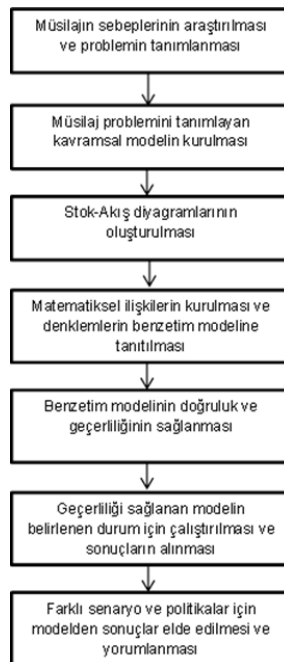 Müsilajın sebeplerinin araştırılması
ve problemin tanımlanması
Müsilaj problemini tanımlayan
kavramsal modelin kurulması
Stok-Akış diyagramlarının
oluşturulması
Matematiksel ilişkilerin kurulması ve
denklemlerin benzetim modeline
tanıtılması
Benzetim modelinin doğruluk ve
geçerliliğinin sağlanması
Geçerliliği sağlanan modelin
belirlenen durum için çalıştırılması ve
sonuçların alınması
Farklı senaryo ve politikalar için
modelden sonuçlar elde edilmesi ve
yorumlanması